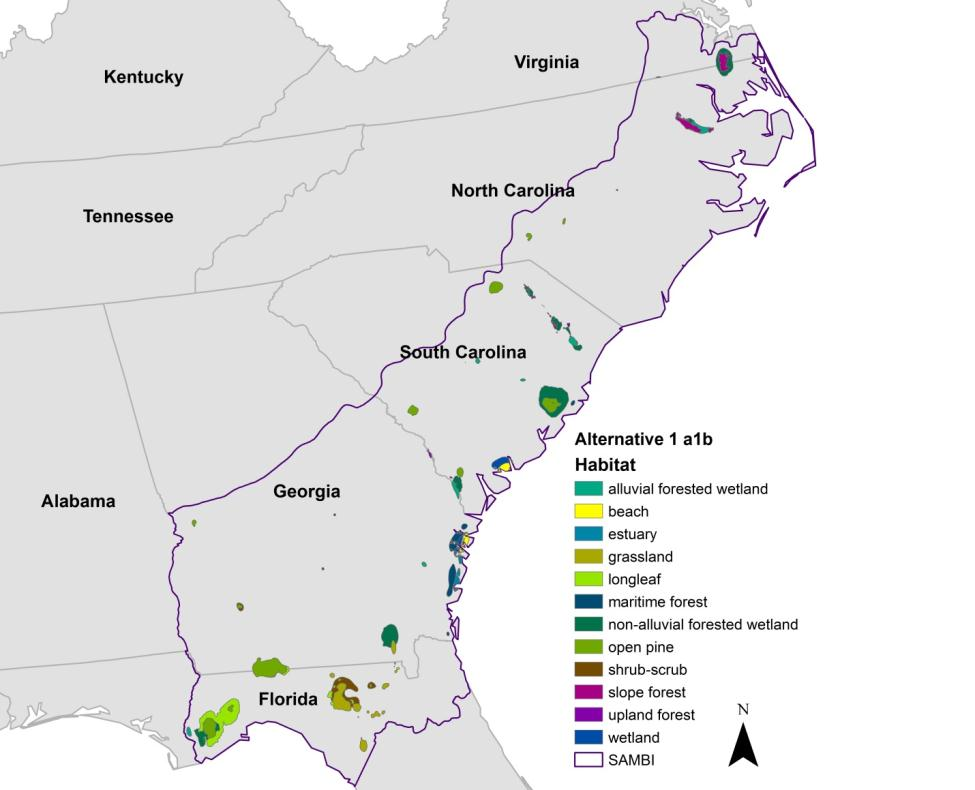 Virginia
Kentucky
North Carolina
Tennessee
South Carolina
Alternative 1 a1b
Habitat
alluvial forested wetland
Georgia
Alabama
beach
estuary
grassland
longleaf
maritime forest
non-alluvial forested wetland
open pine
shrub-scrub
slope forest
Florida
upland forest
N
wetland
SAMBI